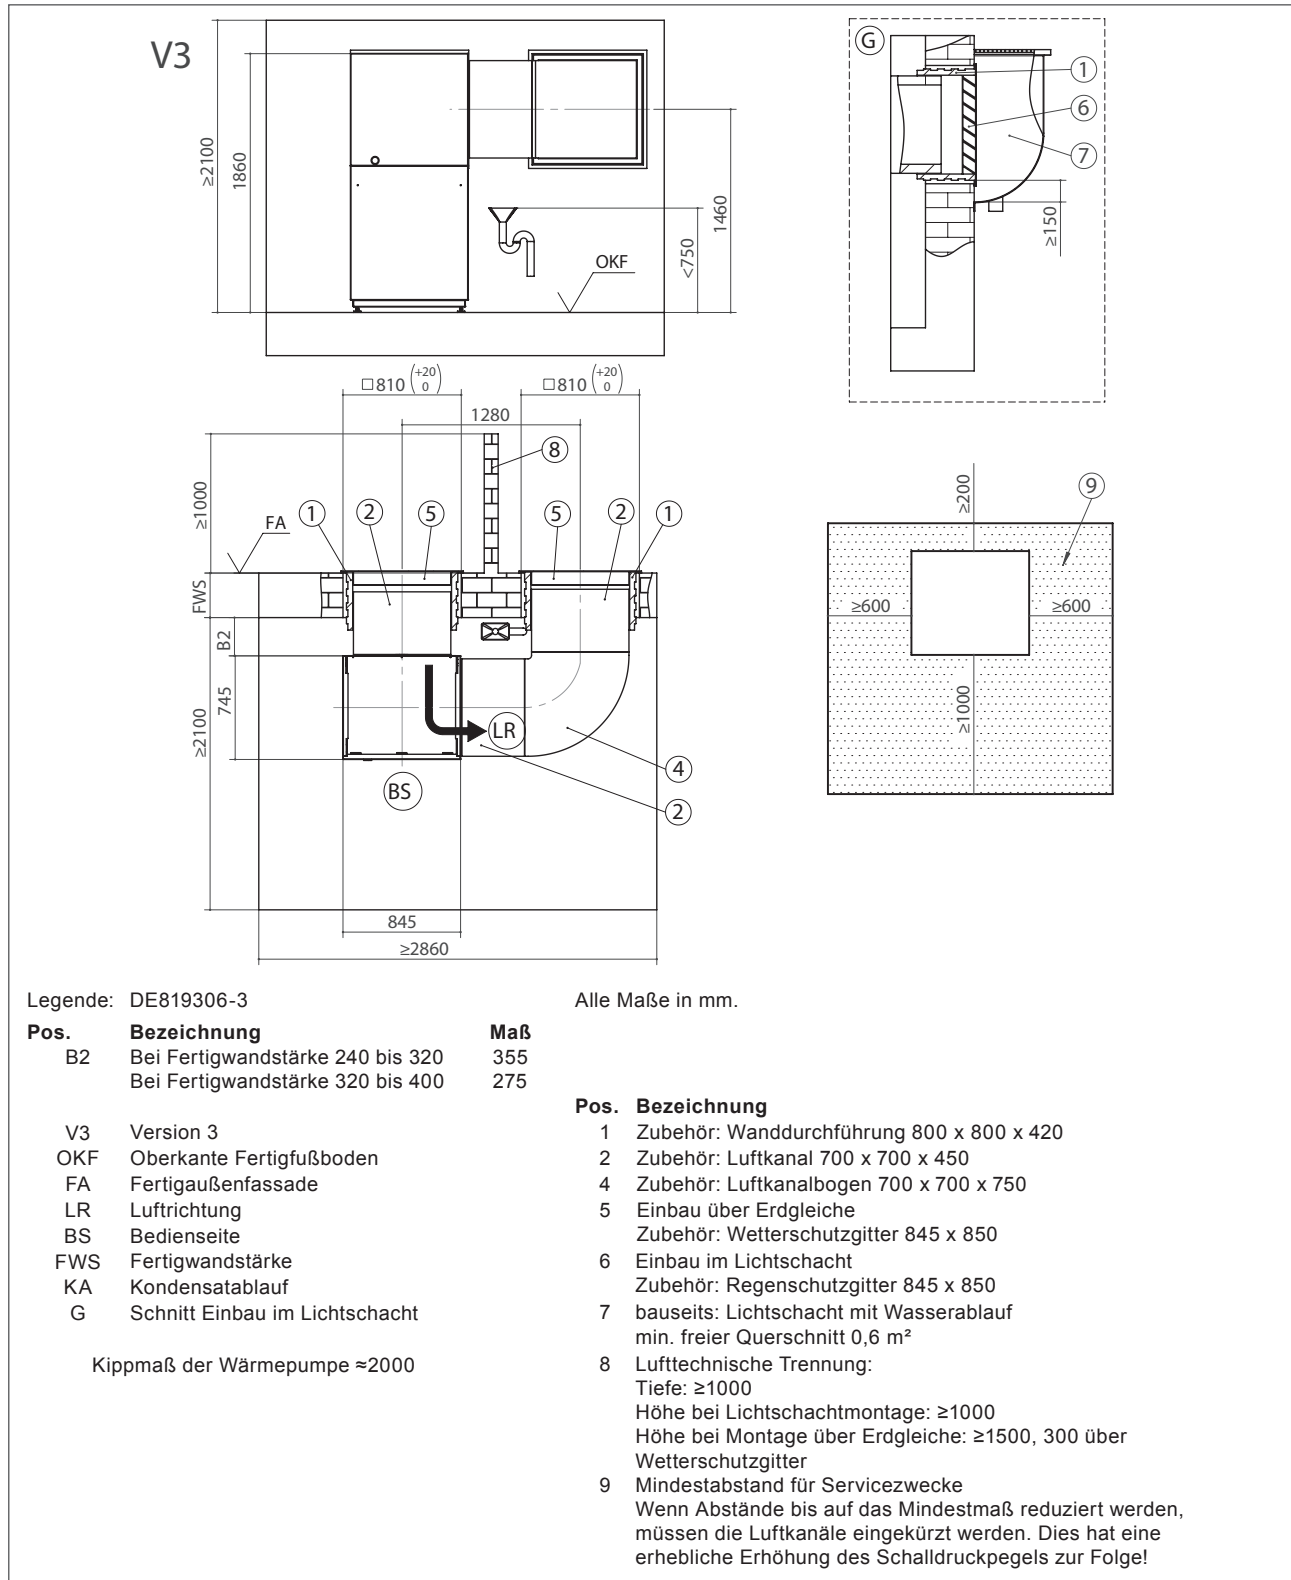 V3
≥2100
1860
1460
<750
OKF
G
1
6
7
≥150
□810 (+20 0)
□810 (+20 0)
1280
8
≥1000
FA
1
2
5
5
2
1
FWS
B2
745
≥2100
LR
BS
4
2
845
≥2860
9
≥200
≥600
≥600
≥1000
Legende: DE819306-3
Alle Maße in mm.
Pos. Bezeichnung Maß
B2 Bei Fertigwandstärke 240 bis 320 355
Bei Fertigwandstärke 320 bis 400 275
V3 Version 3
OKF Oberkante Fertigfußboden
FA Fertigaußenfassade
LR Luftrichtung
BS Bedienseite
FWS Fertigwandstärke
KA Kondensatablauf
G Schnitt Einbau im Lichtschacht
Kippmaß der Wärmepumpe ≈2000
Pos. Bezeichnung
1 Zubehör: Wanddurchführung 800 x 800 x 420
2 Zubehör: Luftkanal 700 x 700 x 450
4 Zubehör: Luftkanalbogen 700 x 700 x 750
5 Einbau über Erdgleiche
Zubehör: Wetterschutzgitter 845 x 850
6 Einbau im Lichtschacht
Zubehör: Regenschutzgitter 845 x 850
7 bauseits: Lichtschacht mit Wasserablauf
min. freier Querschnitt 0,6 m²
8 Lufttechnische Trennung:
Tiefe: ≥1000
Höhe bei Lichtschachtmontage: ≥1000
Höhe bei Montage über Erdgleiche: ≥1500, 300 über
Wetterschutzgitter
9 Mindestabstand für Servicezwecke
Wenn Abstände bis auf das Mindestmaß reduziert werden,
müssen die Luftkanäle eingekürzt werden. Dies hat eine
erhebliche Erhöhung des Schalldruckpegels zur Folge!